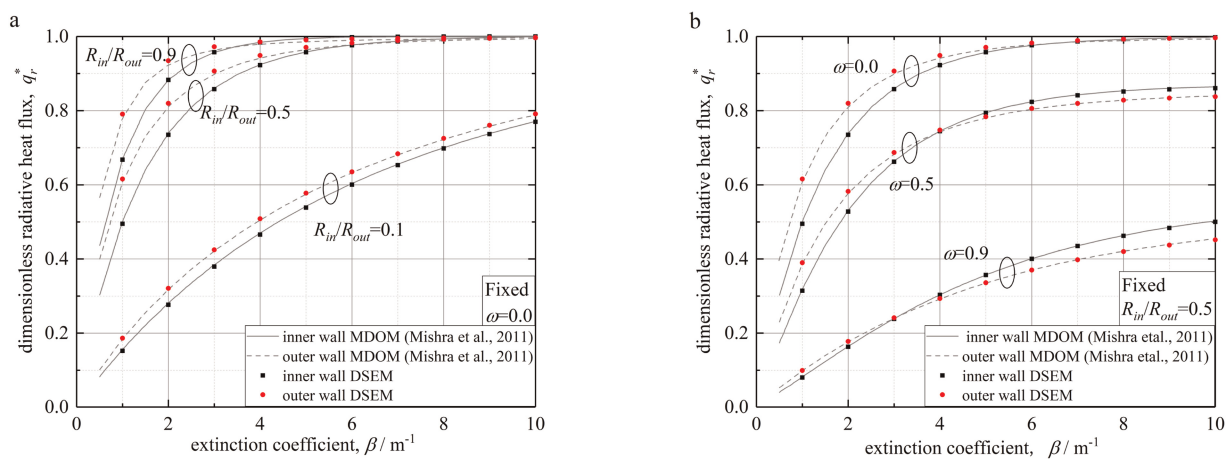 a
dimensionless radiative heat flux, q_r^*
1.0
0.8
0.6
0.4
0.2
0.0
R_in/R_out=0.9
R_in/R_out=0.5
R_in/R_out=0.1
Fixed
ω=0.0
inner wall MDOM (Mishra et al., 2011)
outer wall MDOM (Mishra et al., 2011)
inner wall DSEM
outer wall DSEM
0 2 4 6 8 10
extinction coefficient, β / m^-1
b
dimensionless radiative heat flux, q_r^*
1.0
0.8
0.6
0.4
0.2
0.0
ω=0.0
ω=0.5
ω=0.9
Fixed
R_in/R_out=0.5
inner wall MDOM (Mishra et al., 2011)
outer wall MDOM (Mishra etal., 2011)
inner wall DSEM
outer wall DSEM
0 2 4 6 8 10
extinction coefficient, β / m^-1